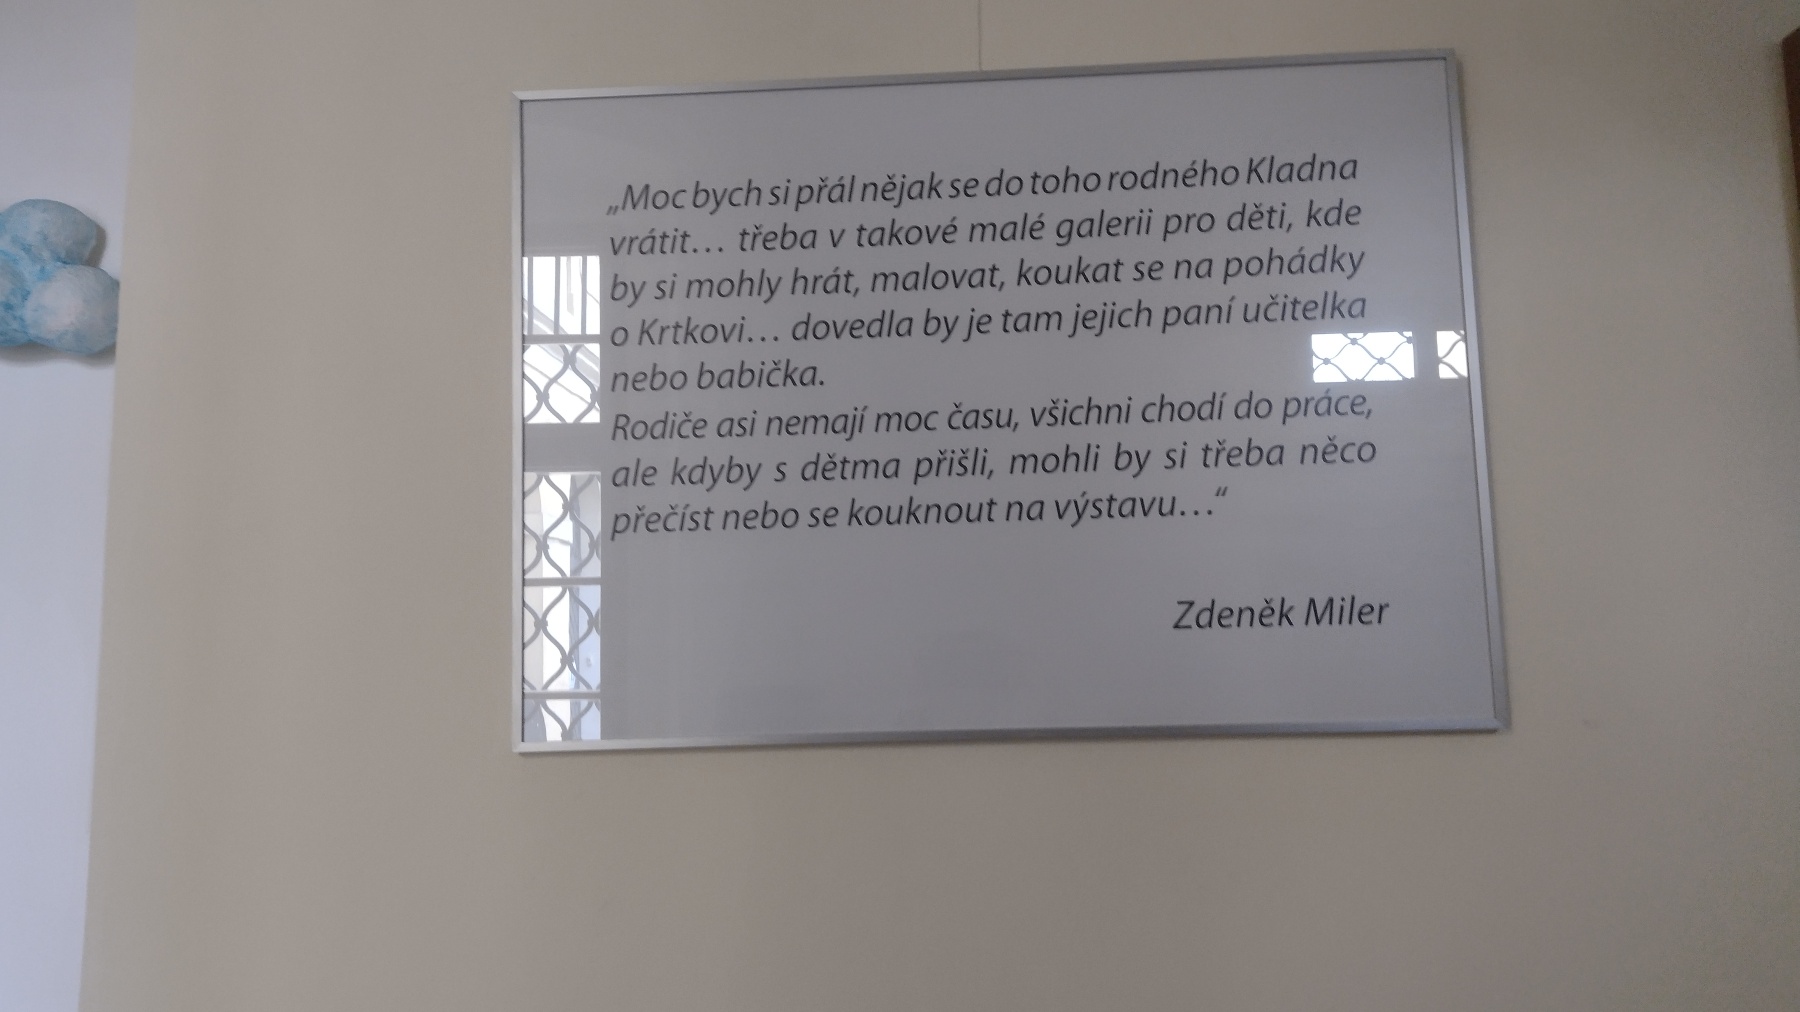 „Moc bych si přál nějak se do toho rodného Kladna
vrátit... třeba v takové malé galerii pro děti, kde
by si mohly hrát, malovat, koukat se na pohádky
o Krtkovi... dovedla by je tam jejich paní učitelka
nebo babička.
Rodiče asi nemají moc času, všichni chodí do práce,
ale kdyby s dětma přišli, mohli by si třeba něco
přečíst nebo se kouknout na výstavu...“
Zdeněk Miler